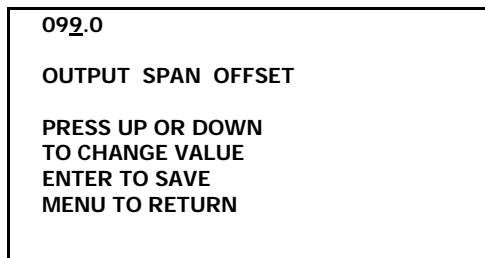 099.0
OUTPUT SPAN OFFSET
PRESS UP OR DOWN
TO CHANGE VALUE
ENTER TO SAVE
MENU TO RETURN